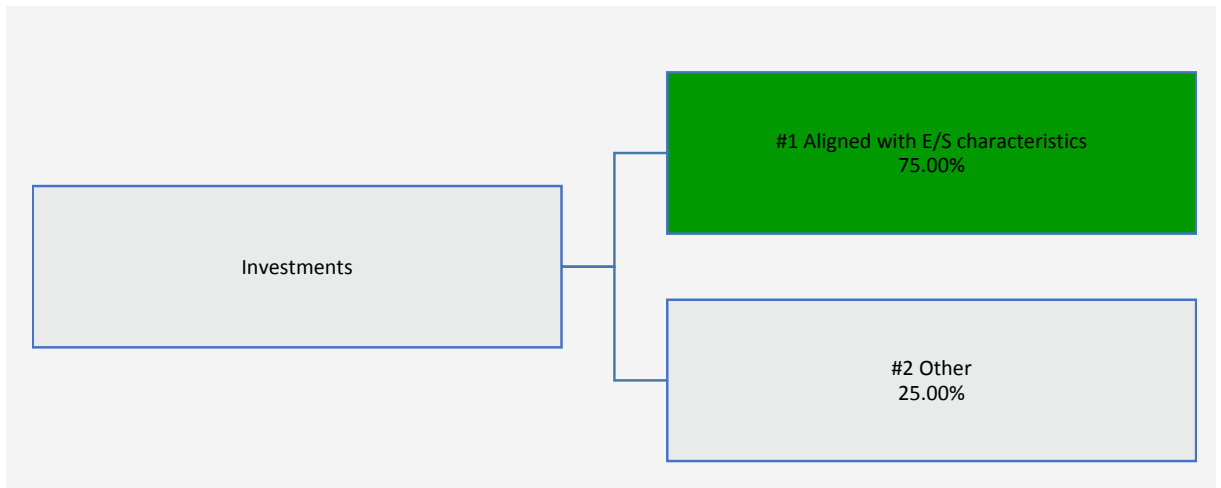 Investments
#1 Aligned with E/S characteristics
75.00%
#2 Other
25.00%